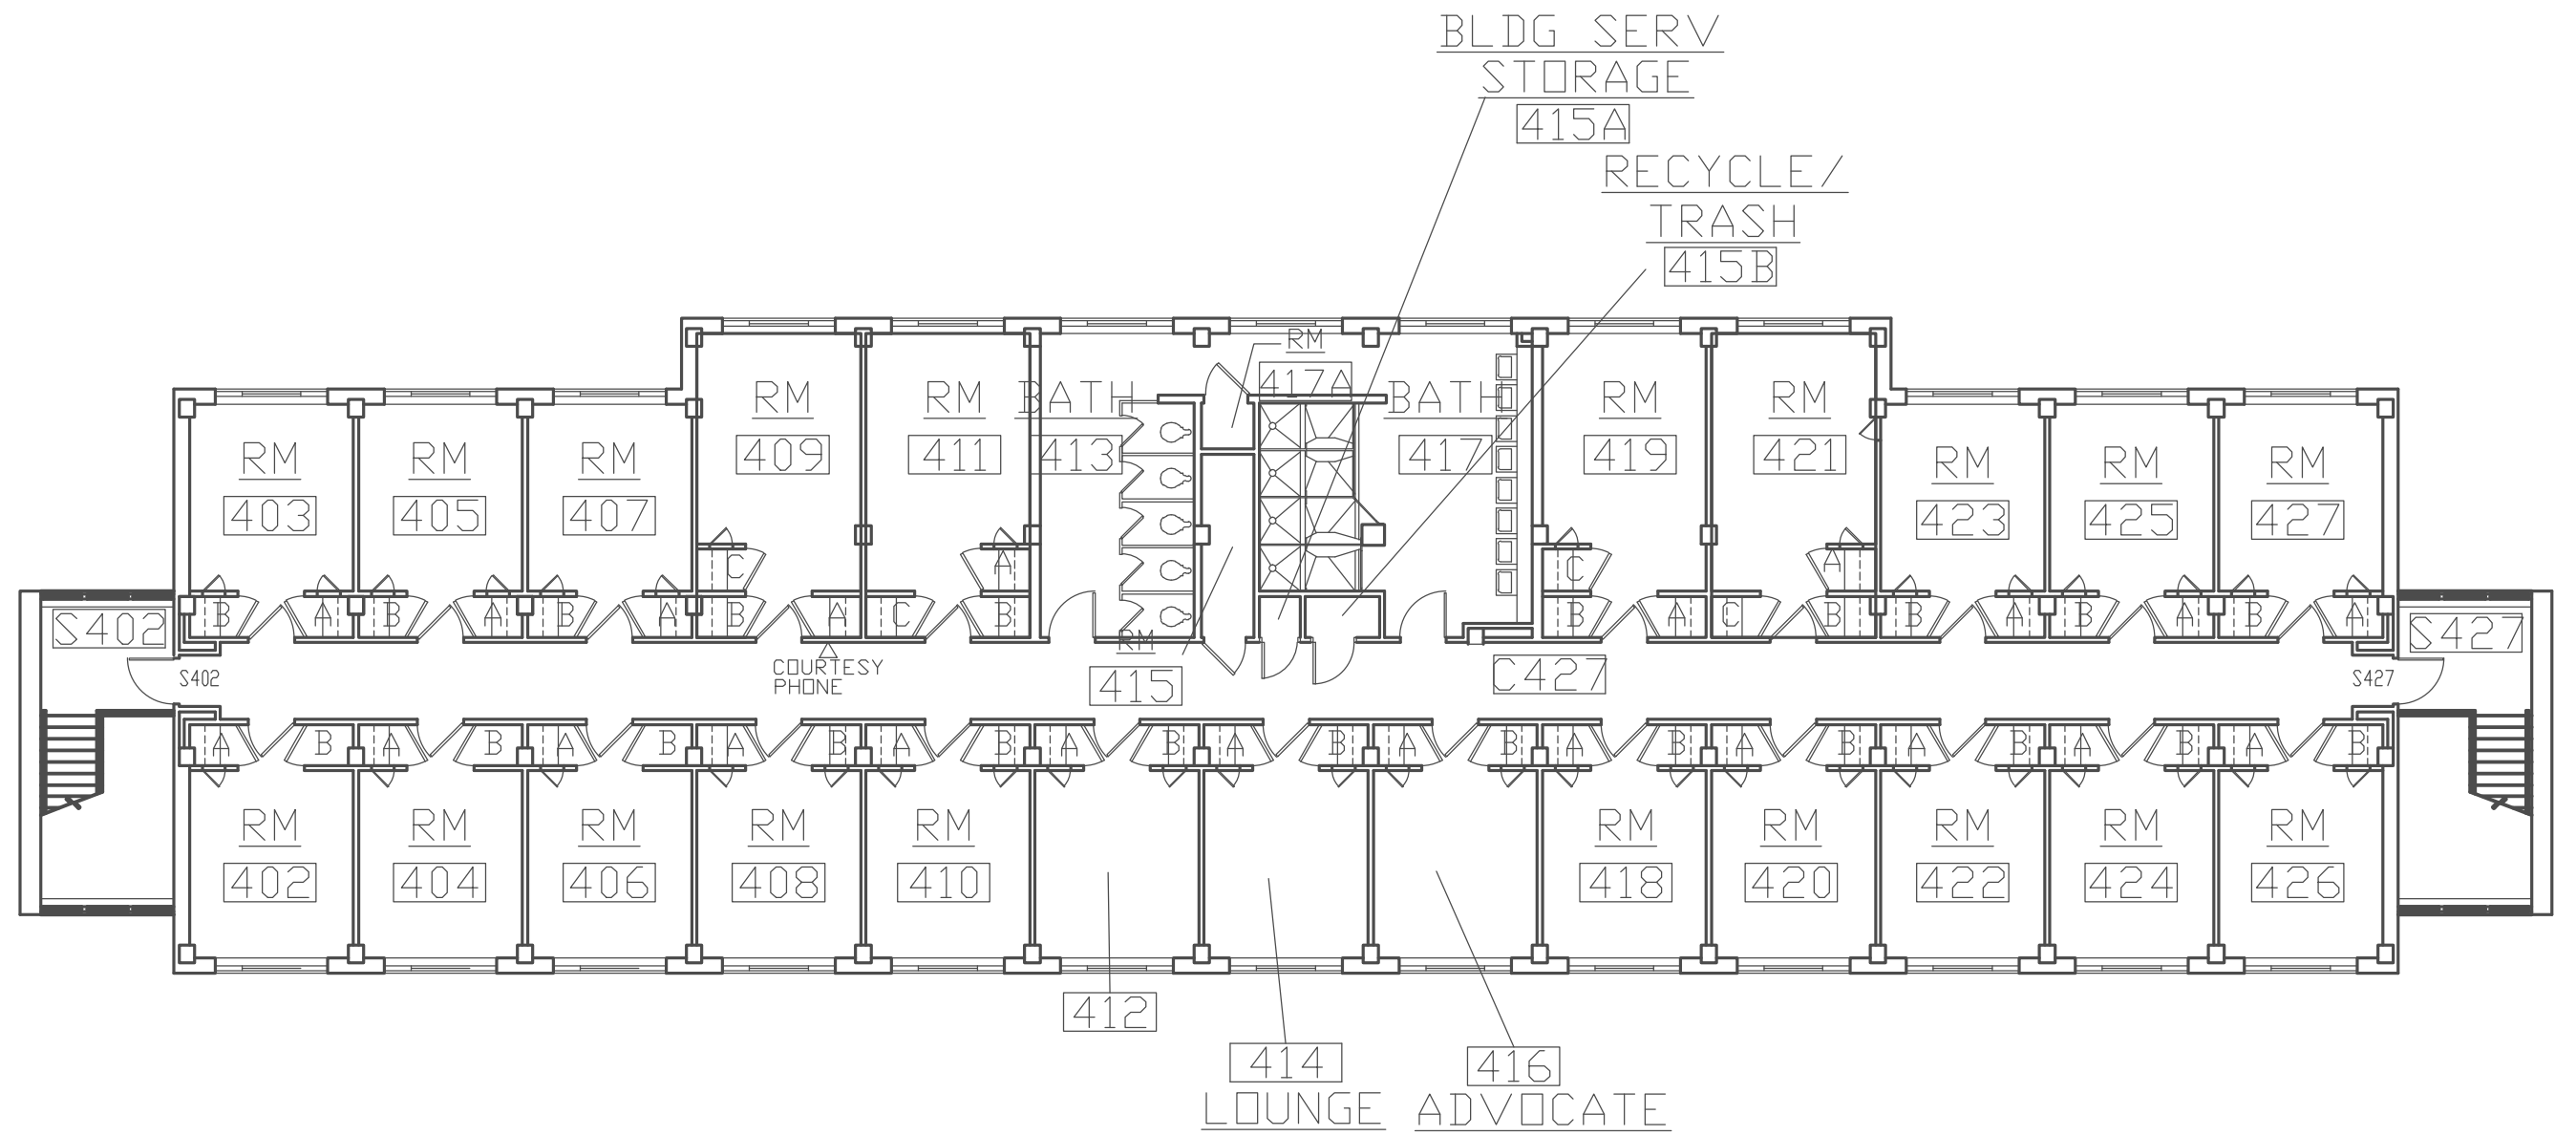 BLDG SERV
STORAGE
415A
RECYCLE/
TRASH
415B
RM
417A
RM
403
RM
405
RM
407
RM
409
RM
411
BATH
413
BATH
417
RM
419
RM
421
RM
423
RM
425
RM
427
C
A
C
A
B
A
B
A
B
A
B
A
C
B
B
A
C
B
B
A
B
A
B
A
S402
S427
S402
COURTESY
PHONE
RM
415
C427
S427
A
B
A
B
A
B
A
B
A
B
A
B
A
B
A
B
A
B
A
B
A
B
A
B
A
B
RM
402
RM
404
RM
406
RM
408
RM
410
RM
418
RM
420
RM
422
RM
424
RM
426
412
414
LOUNGE
416
ADVOCATE